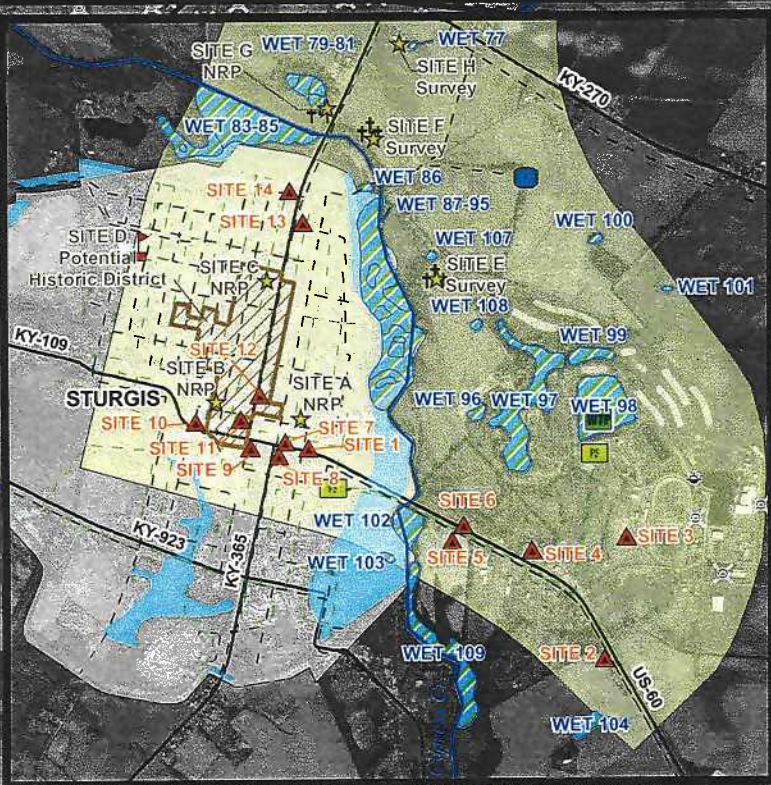 SITE G
NRP
WET 79-81
WET 77
SITE H
Survey
KY-270
WET 83-85
SITE F
Survey
WET 86
SITE 14
WET 87-95
SITE 13
WET 100
SITE D
Potential
Historic District
WET 107
SITE C
NRP
SITE E
Survey
WET 101
WET 108
KY-109
WET 99
SITE 12
SITE B
NRP
SITE A
NRP
STURGIS
WET 96
WET 97
WET 98
WTP
SITE 10
SITE 7
SITE 11
SITE 1
SITE 9
SITE 8
PS
PS
SITE 6
WET 102
KY-923
SITE 5
SITE 4
SITE 3
KY-365
WET 103
WET 109
SITE 2
US-60
WET 104